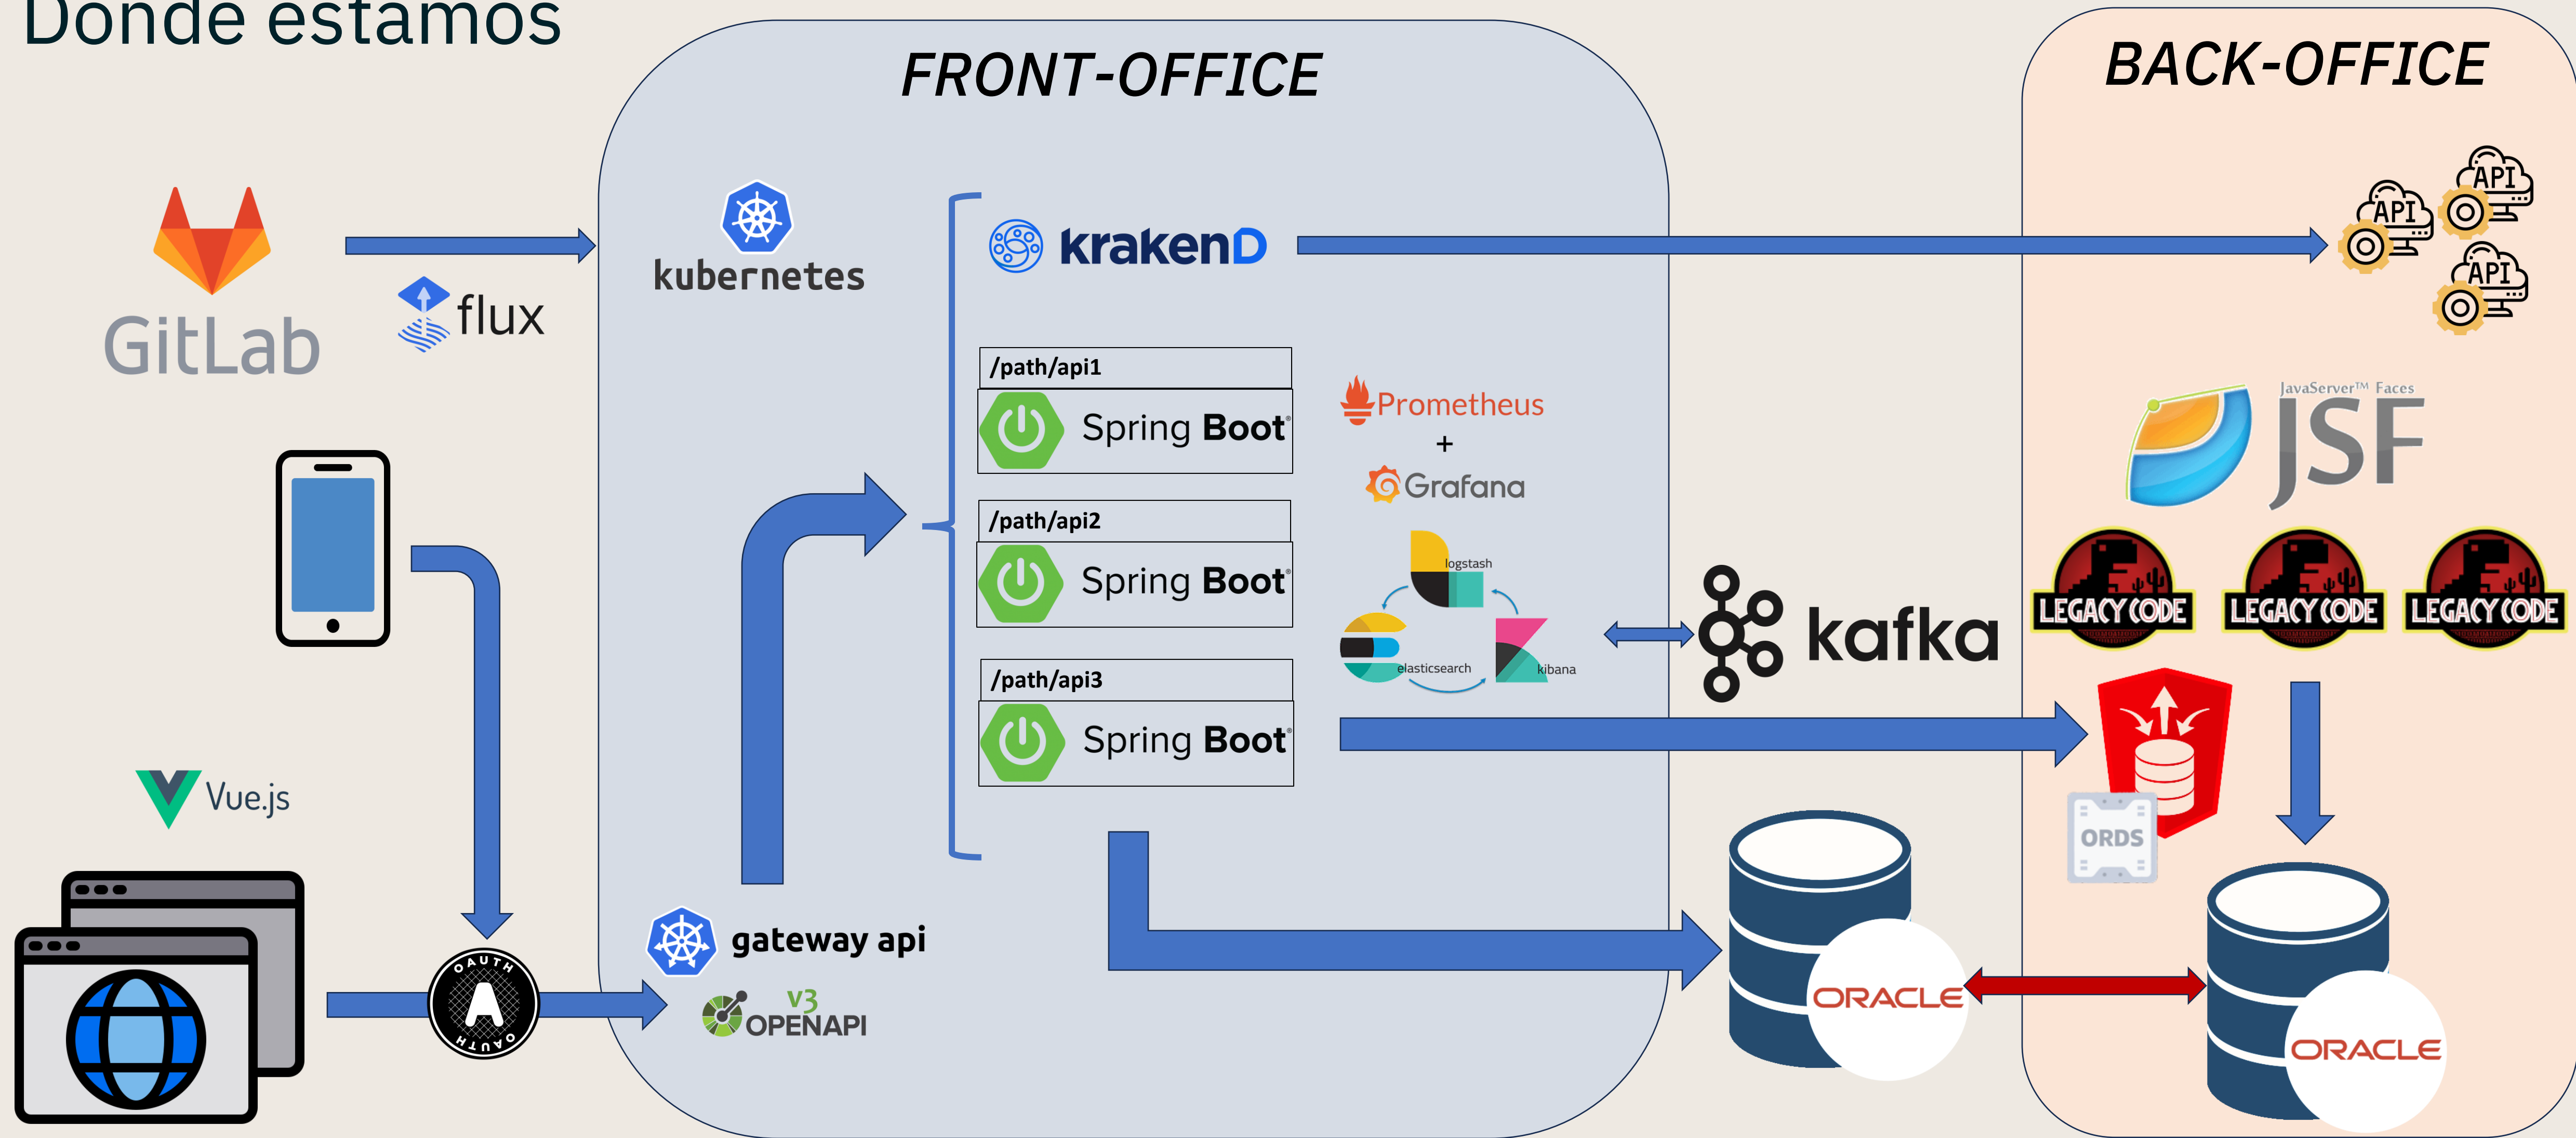 Donde estamos
FRONT-OFFICE
BACK-OFFICE
GitLab
flux
kubernetes
krakenD
API
API
API
/path/api1
Spring Boot
Prometheus
+
Grafana
/path/api2
Spring Boot
logstash
elasticsearch
kibana
/path/api3
Spring Boot
kafka
JavaServer™ Faces
JSF
LEGACY CODE
LEGACY CODE
LEGACY CODE
ORDS
Vue.js
OAUTH
A
OAUTH
gateway api
v3
OPENAPI
ORACLE
ORACLE